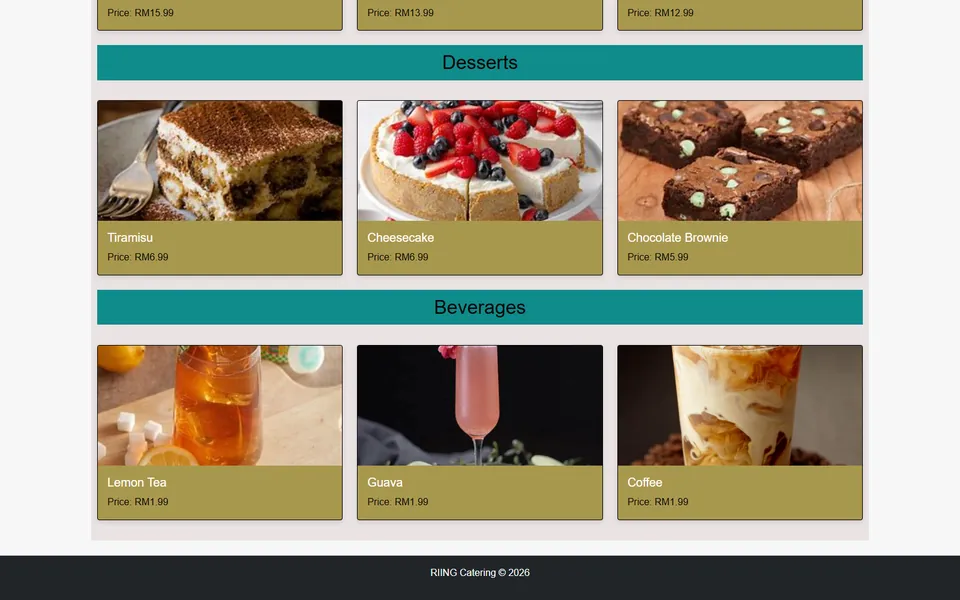 Price: RM15.99
Price: RM13.99
Price: RM12.99
Desserts
Tiramisu
Price: RM6.99
Cheesecake
Price: RM6.99
Chocolate Brownie
Price: RM5.99
Beverages
Lemon Tea
Price: RM1.99
Guava
Price: RM1.99
Coffee
Price: RM1.99
RIING Catering © 2026